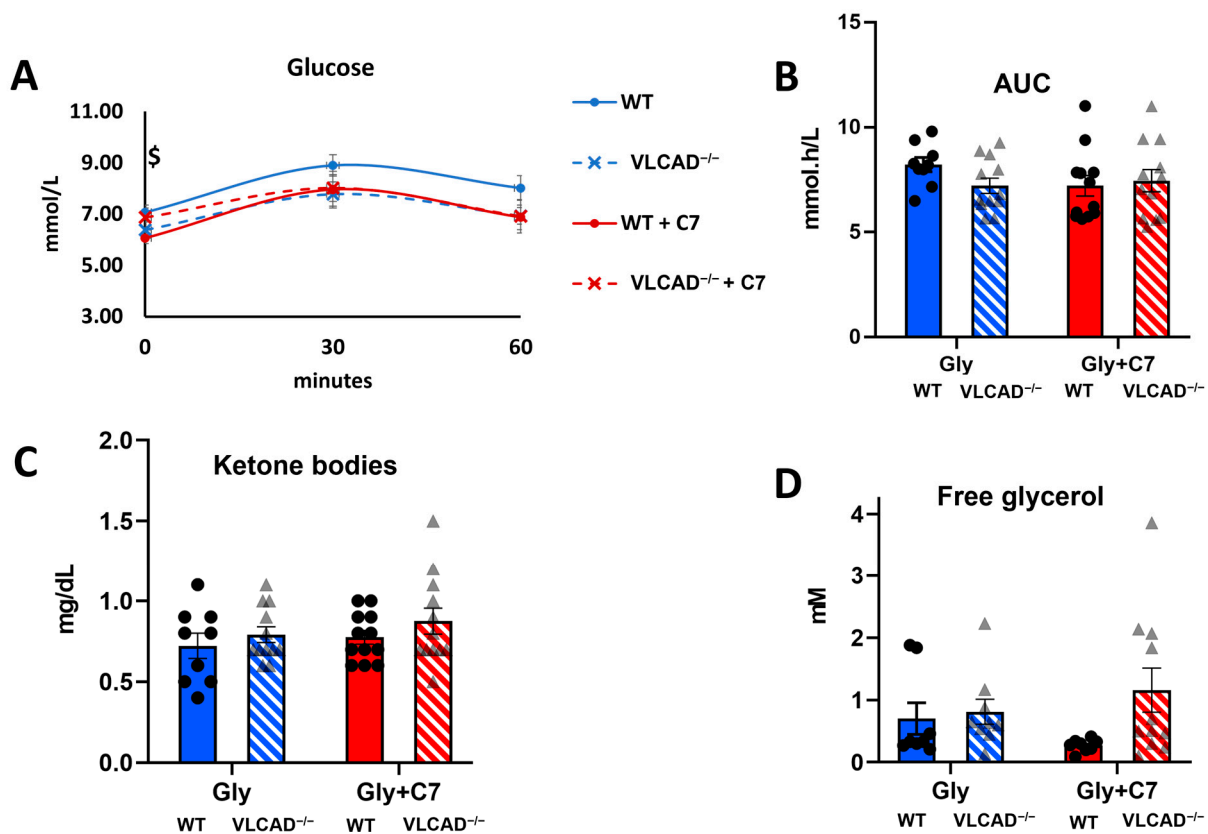 A
Glucose
mmol/L
11.00
9.00
7.00
5.00
3.00
$
0
30
60
minutes
WT
VLCAD⁻/⁻
WT + C7
VLCAD⁻/⁻ + C7
B
AUC
mmol.h/L
15
10
5
0
Gly
Gly+C7
WT
VLCAD⁻/⁻
WT
VLCAD⁻/⁻
C
Ketone bodies
mg/dL
2.0
1.5
1.0
0.5
0.0
Gly
Gly+C7
WT
VLCAD⁻/⁻
WT
VLCAD⁻/⁻
D
Free glycerol
mM
4
3
2
1
0
Gly
Gly+C7
WT
VLCAD⁻/⁻
WT
VLCAD⁻/⁻